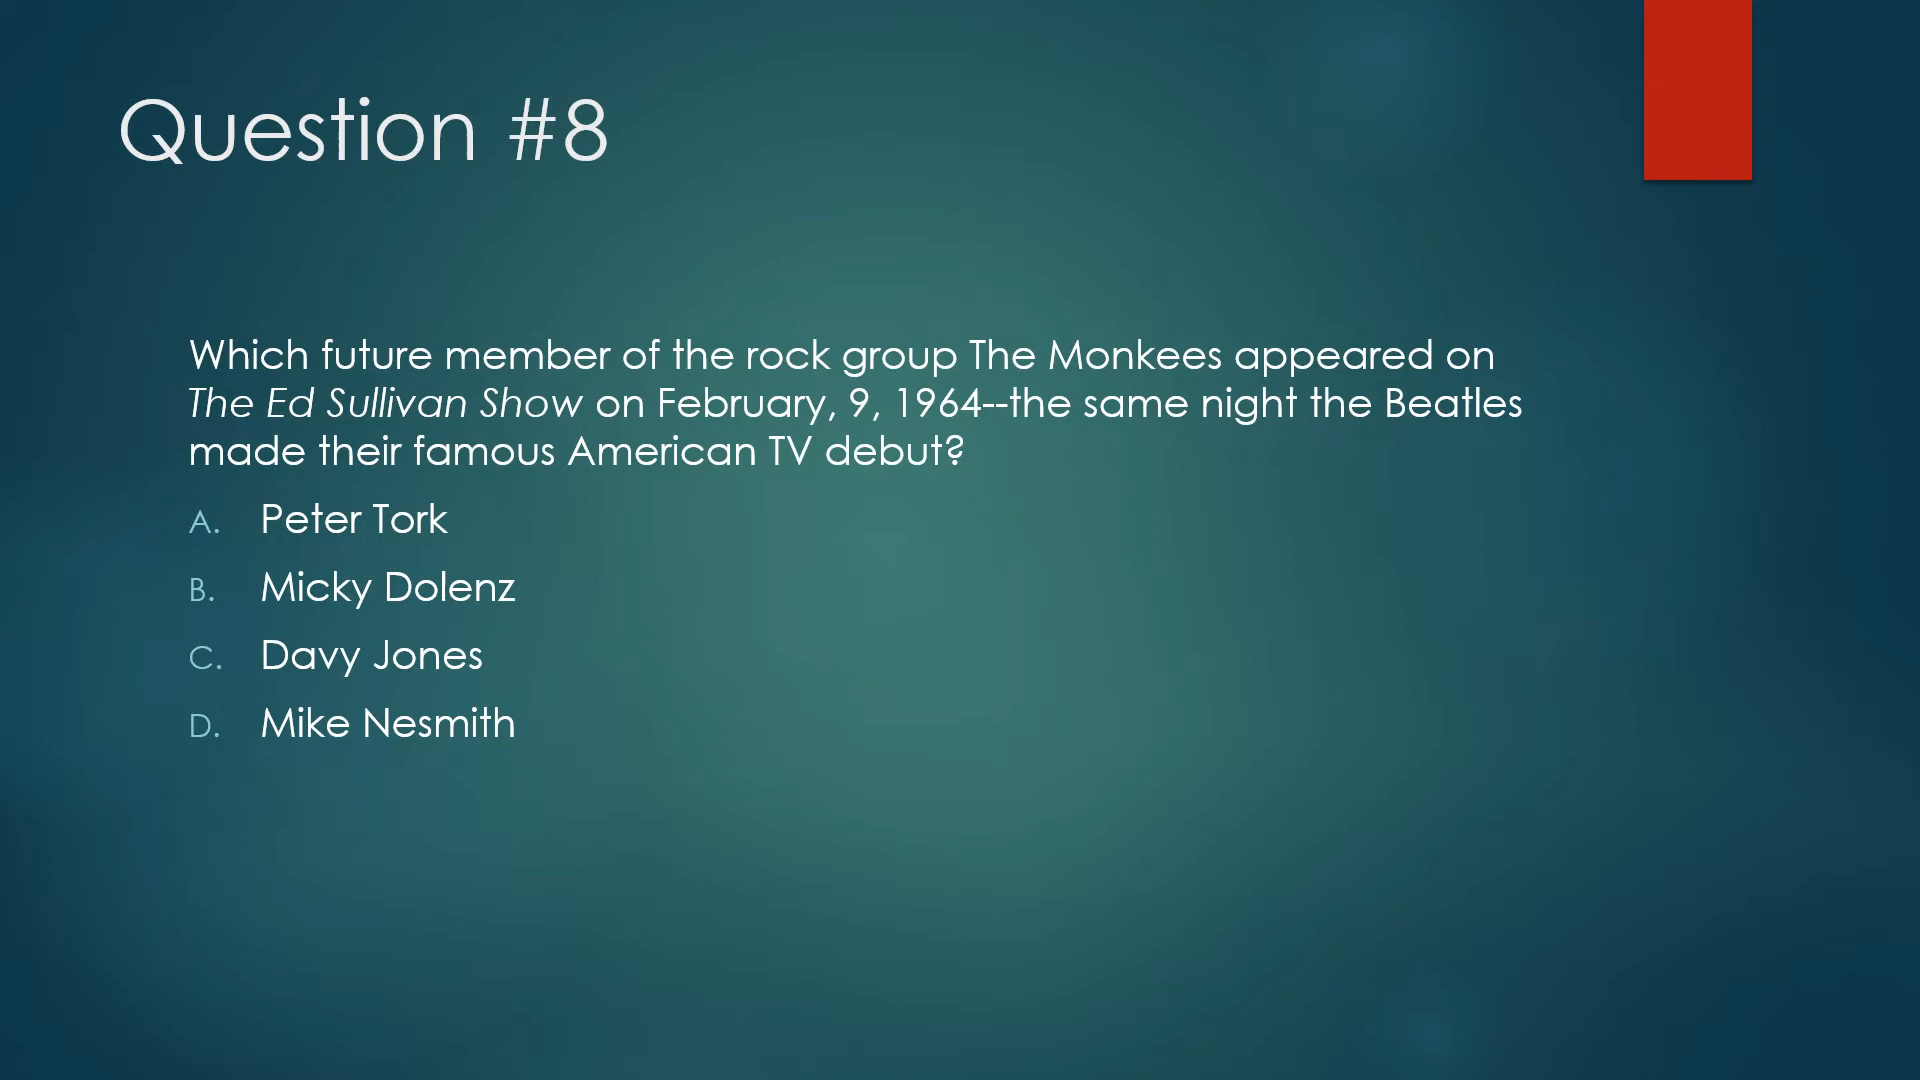 Question #8
Which future member of the rock group The Monkees appeared on
The Ed Sullivan Show on February, 9, 1964--the same night the Beatles
made their famous American TV debut?
A. Peter Tork
B. Micky Dolenz
C. Davy Jones
D. Mike Nesmith